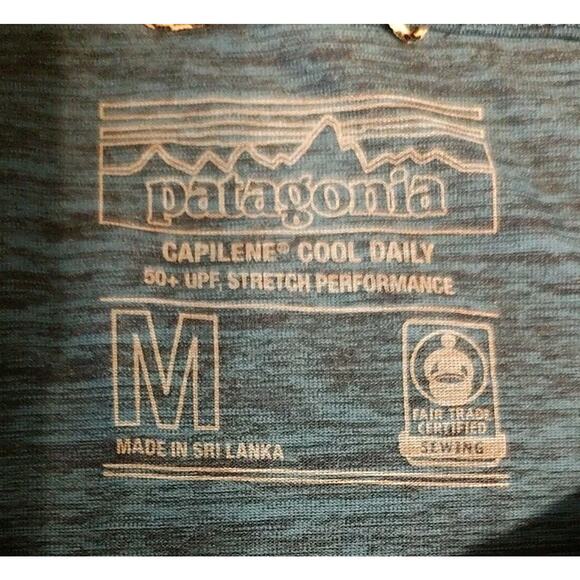 patagonia
CAPILENE® COOL DAILY
50+ UPF, STRETCH PERFORMANCE
M
MADE IN SRI LANKA
FAIR TRADE
CERTIFIED
SEWING